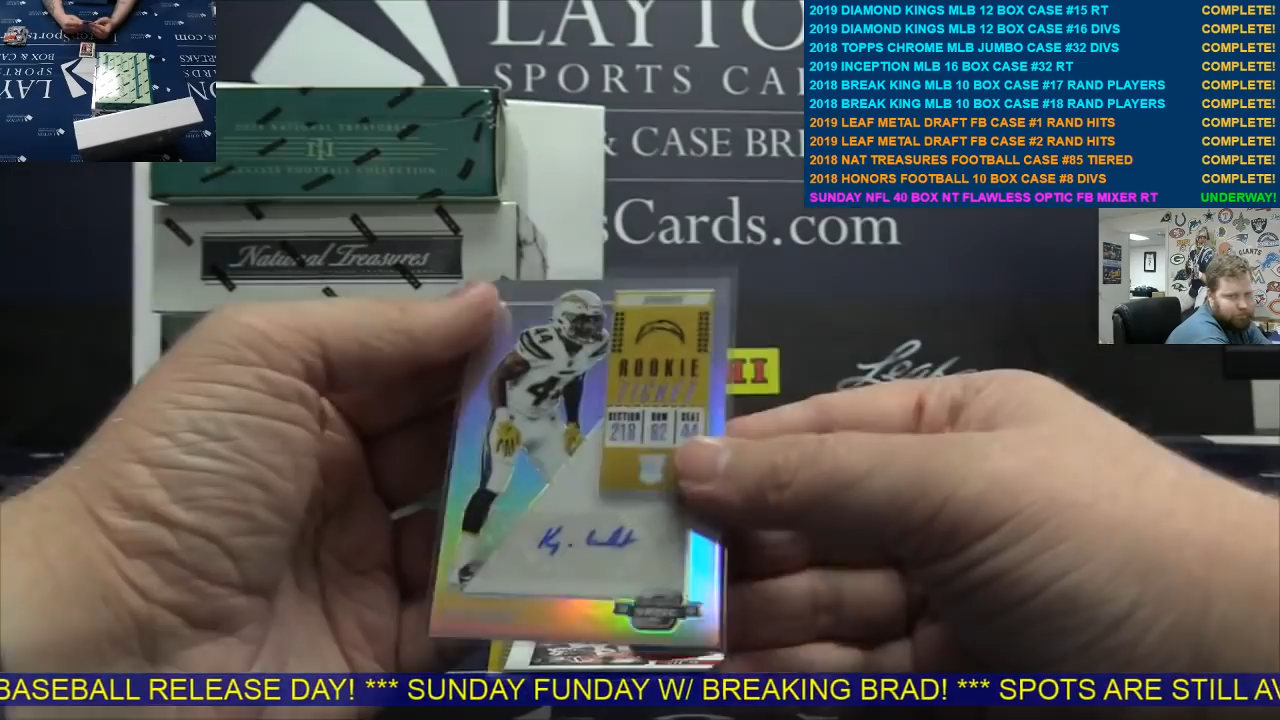 2019 DIAMOND KINGS MLB 12 BOX CASE #15 RT COMPLETE!
2019 DIAMOND KINGS MLB 12 BOX CASE #16 DIVS COMPLETE!
2018 TOPPS CHROME MLB JUMBO CASE #32 DIVS COMPLETE!
2019 INCEPTION MLB 16 BOX CASE #32 RT COMPLETE!
2018 BREAK KING MLB 10 BOX CASE #17 RAND PLAYERS COMPLETE!
2018 BREAK KING MLB 10 BOX CASE #18 RAND PLAYERS COMPLETE!
2019 LEAF METAL DRAFT FB CASE #1 RAND HITS COMPLETE!
2019 LEAF METAL DRAFT FB CASE #2 RAND HITS COMPLETE!
2018 NAT TREASURES FOOTBALL CASE #85 TIERED COMPLETE!
2018 HONORS FOOTBALL 10 BOX CASE #8 DIVS COMPLETE!
SUNDAY NFL 40 BOX NT FLAWLESS OPTIC FB MIXER RT UNDERWAY!
LAYTO
SPORTS CA
& CASE BRE
sCards.com
National Treasures
Leaf
GIANTS
ROOKIE
TICKET
SECTION ROW SEAT
218 82 44
44
BASEBALL RELEASE DAY! *** SUNDAY FUNDAY W/ BREAKING BRAD! *** SPOTS ARE STILL AV